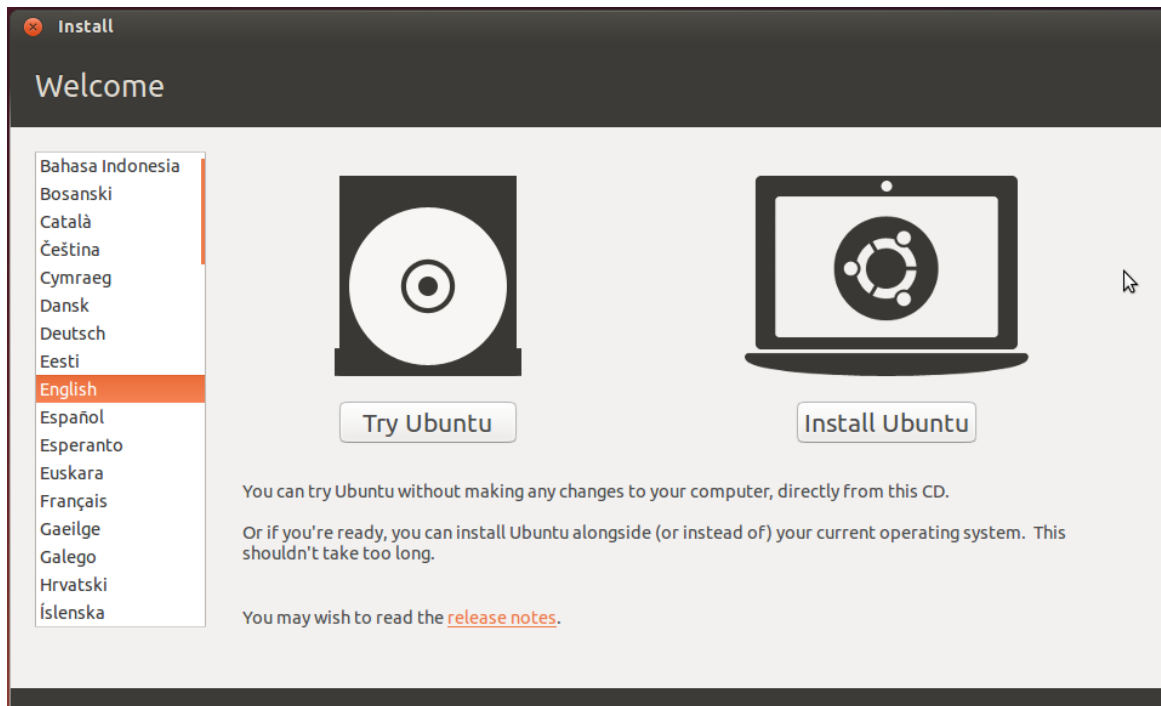 Install
Welcome
Bahasa Indonesia
Bosanski
Català
Čeština
Cymraeg
Dansk
Deutsch
Eesti
English
Español
Esperanto
Euskara
Français
Gaeilge
Galego
Hrvatski
Íslenska
Try Ubuntu
Install Ubuntu
You can try Ubuntu without making any changes to your computer, directly from this CD.
Or if you're ready, you can install Ubuntu alongside (or instead of) your current operating system.  This
shouldn't take too long.
You may wish to read the release notes.